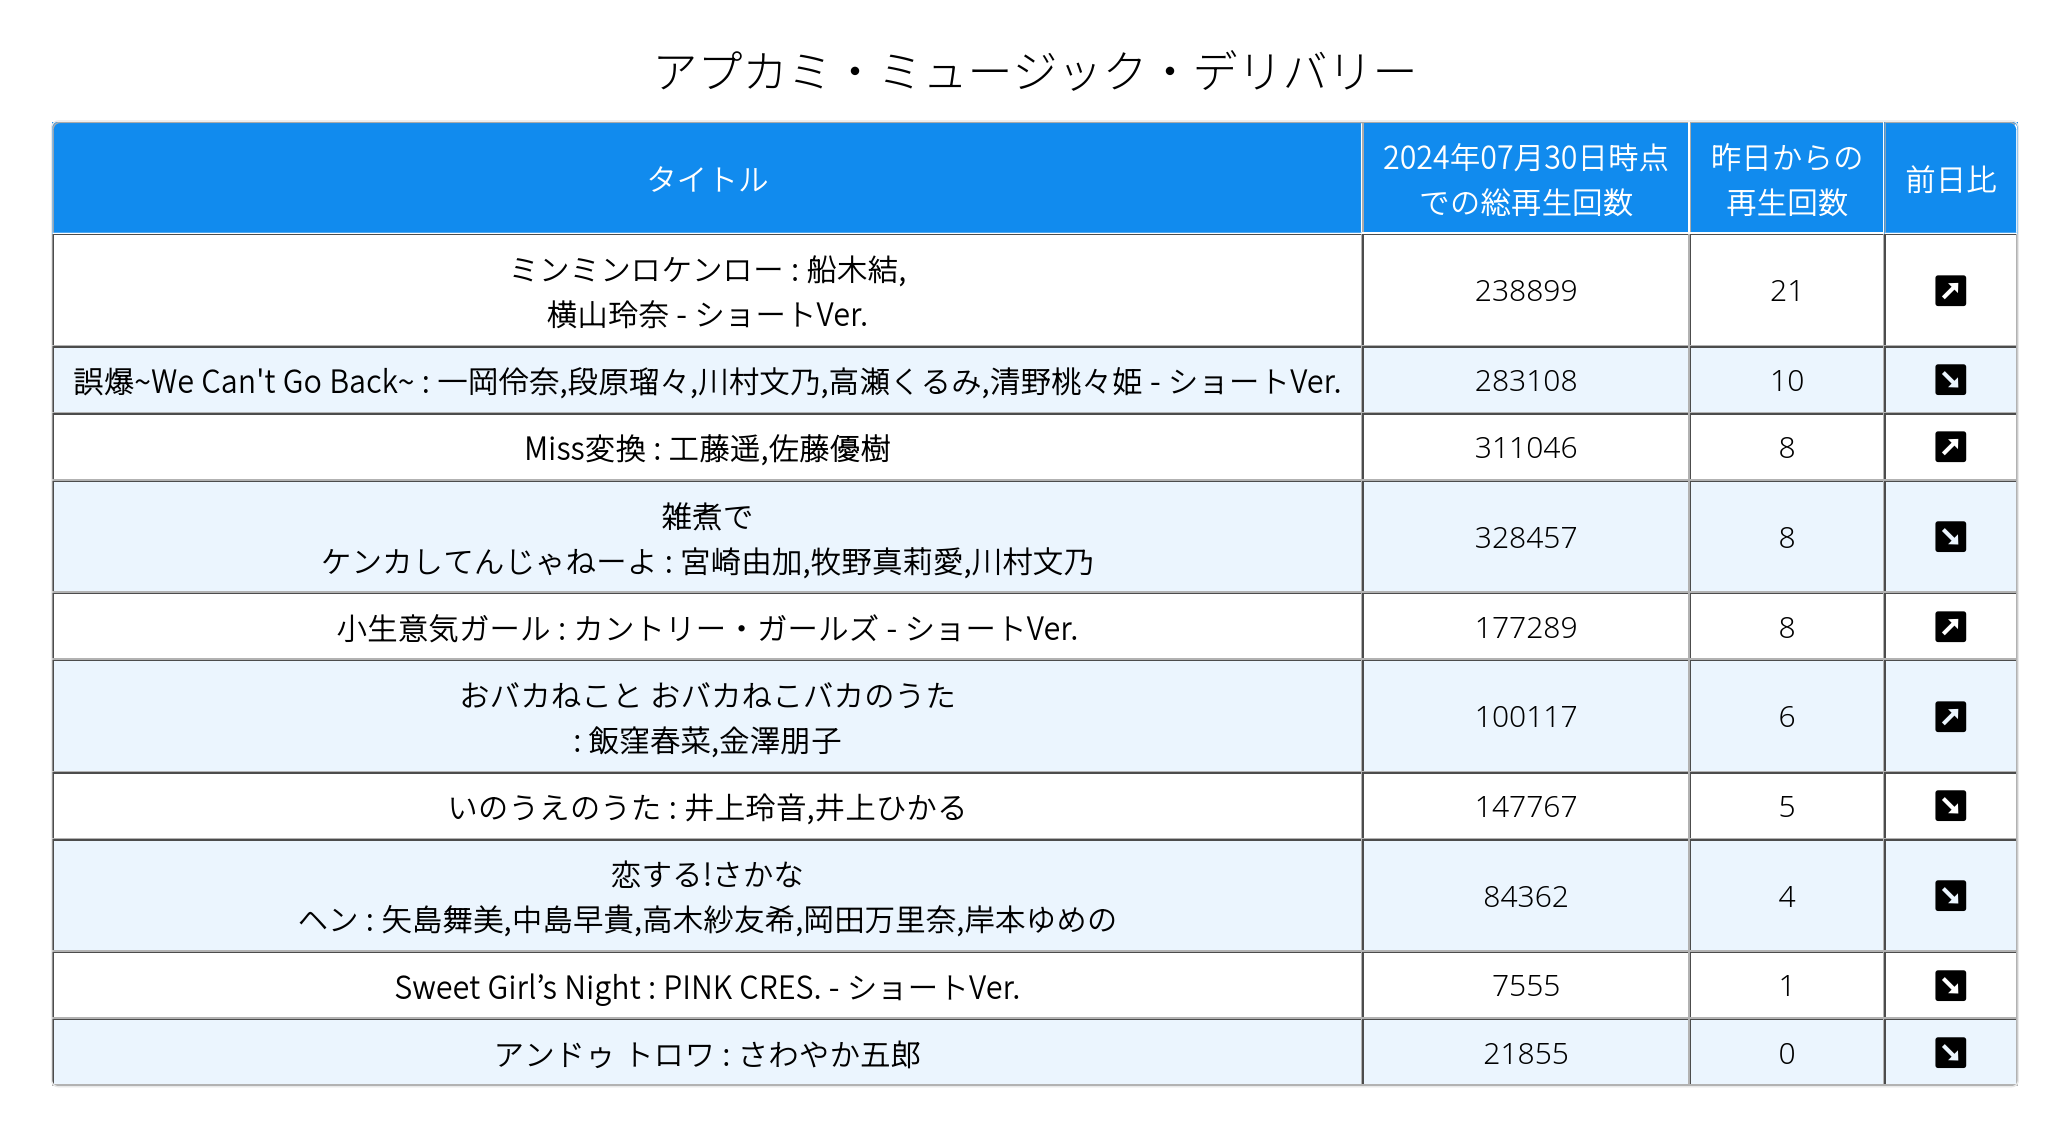 アプカミ・ミュージック・デリバリー
タイトル
2024年07月30日時点
での総再生回数
昨日からの
再生回数
前日比
ミンミンロケンロー : 船木結,
横山玲奈 - ショートVer.
238899
21
誤爆~We Can't Go Back~ : 一岡伶奈,段原瑠々,川村文乃,高瀬くるみ,清野桃々姫 - ショートVer.
283108
10
Miss変換 : 工藤遥,佐藤優樹
311046
8
雑煮で
ケンカしてんじゃねーよ : 宮崎由加,牧野真莉愛,川村文乃
328457
8
小生意気ガール : カントリー・ガールズ - ショートVer.
177289
8
おバカねこと おバカねこバカのうた
: 飯窪春菜,金澤朋子
100117
6
いのうえのうた : 井上玲音,井上ひかる
147767
5
恋する!さかな
ヘン : 矢島舞美,中島早貴,高木紗友希,岡田万里奈,岸本ゆめの
84362
4
Sweet Girl’s Night : PINK CRES. - ショートVer.
7555
1
アンドゥ トロワ : さわやか五郎
21855
0